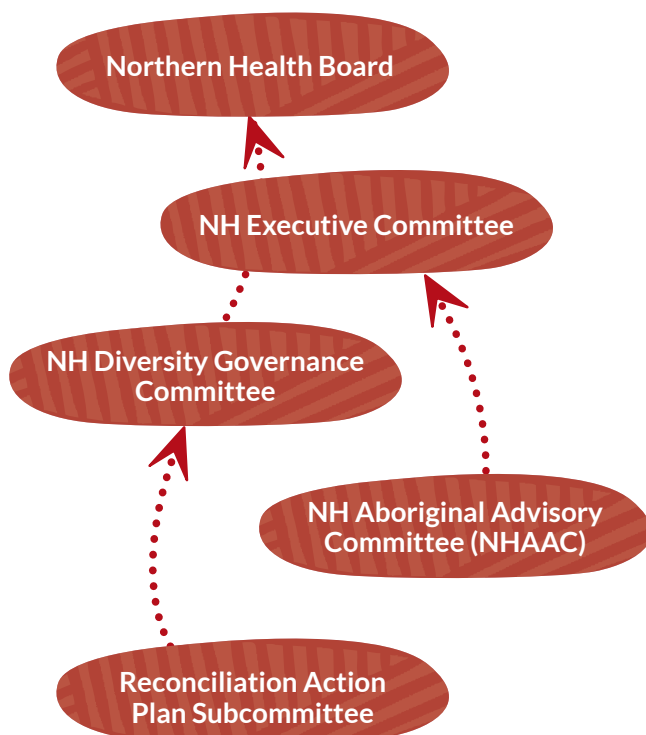 Northern Health Board
NH Executive Committee
NH Diversity Governance
Committee
NH Aboriginal Advisory
Committee (NHAAC)
Reconciliation Action
Plan Subcommittee